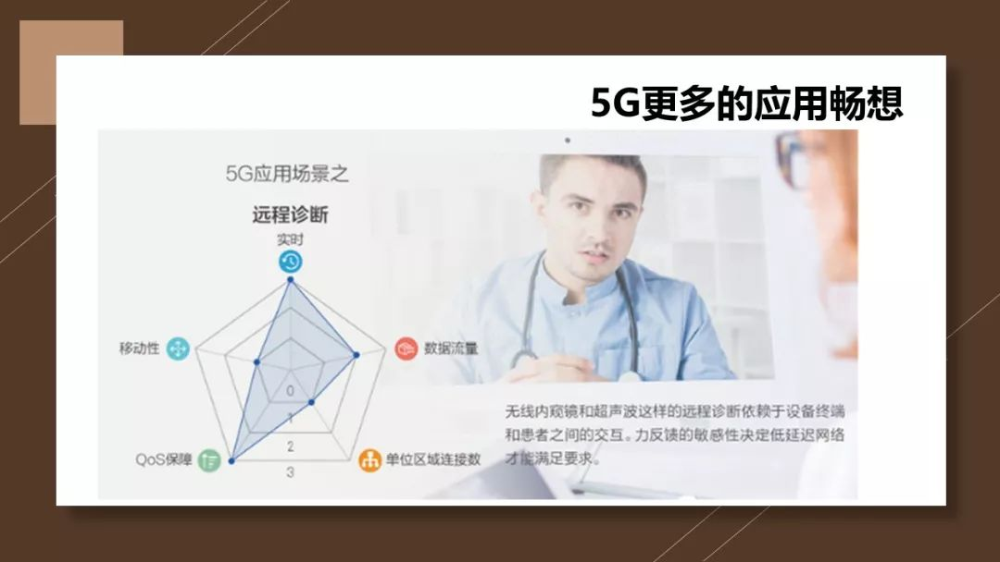 5G更多的应用畅想
5G应用场景之
远程诊断
实时
移动性
数据流量
0
1
2
3
QoS保障
单位区域连接数
无线内窥镜和超声波这样的远程诊断依赖于设备终端
和患者之间的交互。力反馈的敏感性决定低延迟网络
才能满足要求。